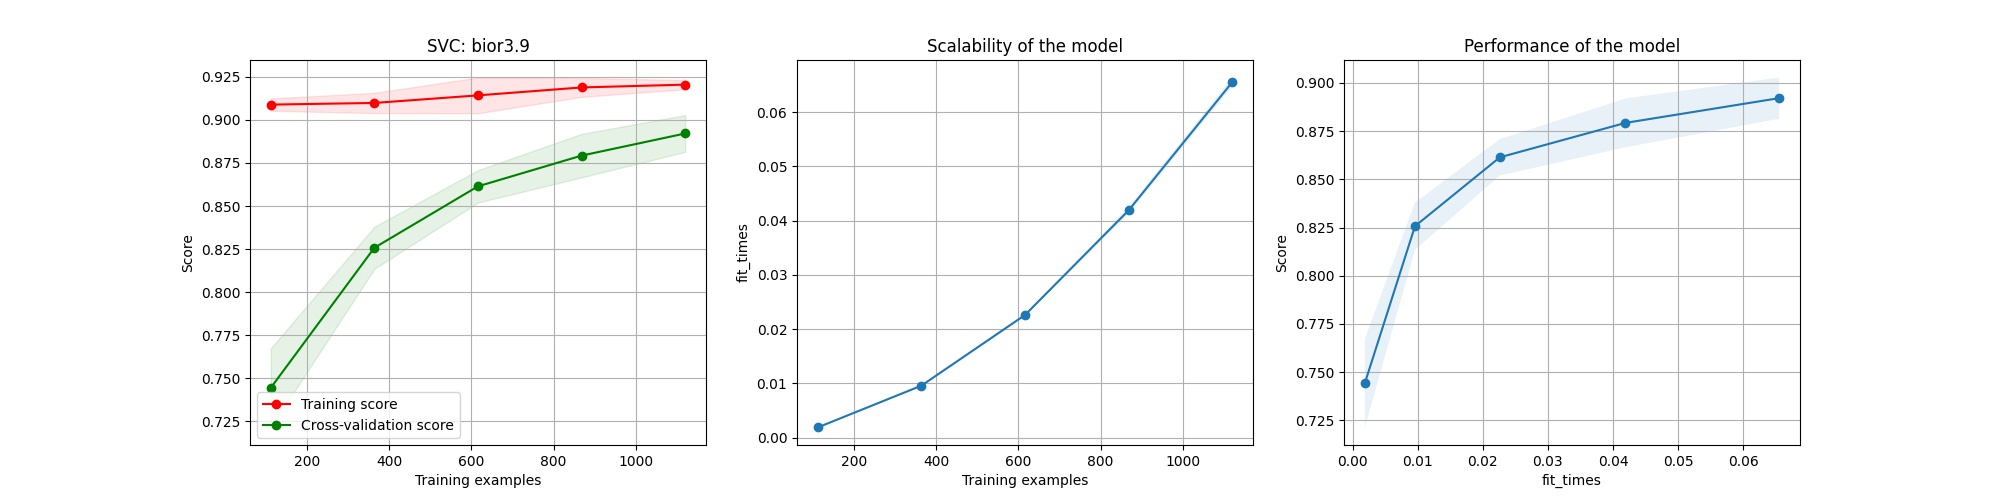 SVC: bior3.9
0.925
0.900
0.875
0.850
0.825
0.800
0.775
0.750
0.725
Score
Training score
Cross-validation score
200 400 600 800 1000
Training examples
Scalability of the model
0.06
0.05
0.04
0.03
0.02
0.01
0.00
fit_times
200 400 600 800 1000
Training examples
Performance of the model
0.900
0.875
0.850
0.825
0.800
0.775
0.750
0.725
Score
0.00 0.01 0.02 0.03 0.04 0.05 0.06
fit_times